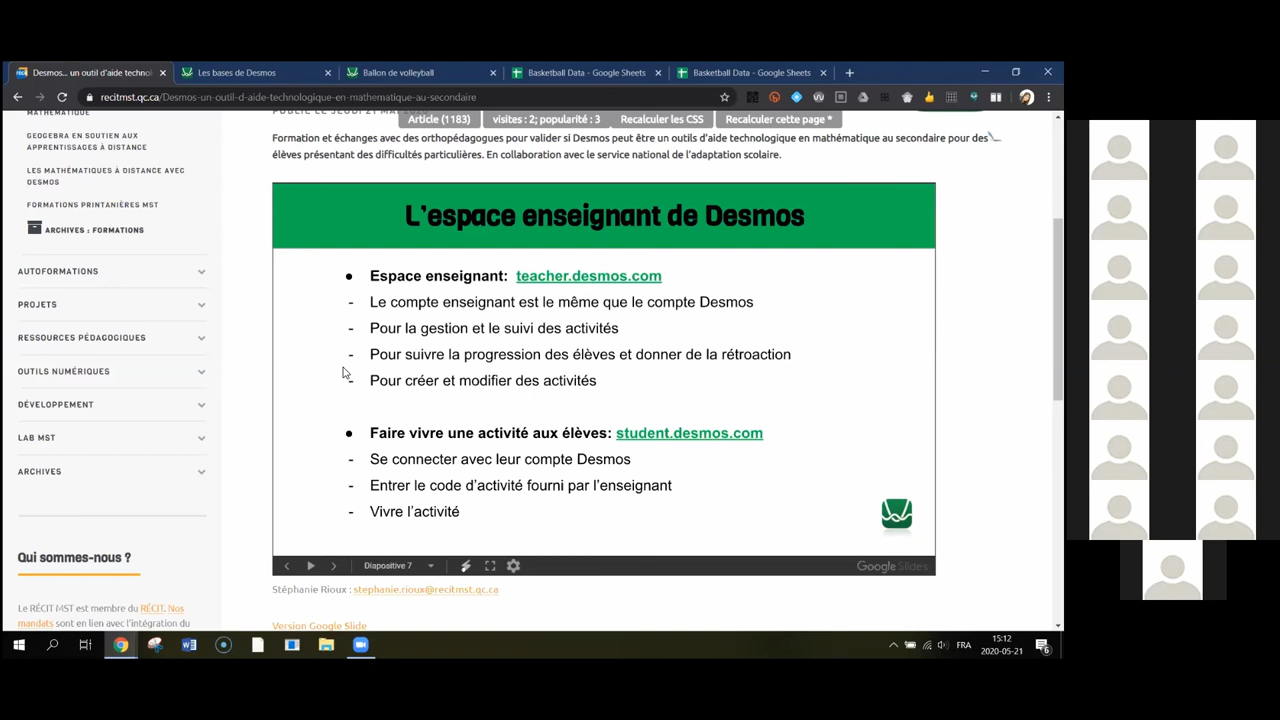 Desmos... un outil d'aide technol
Les bases de Desmos
Ballon de volleyball
Basketball Data - Google Sheets
Basketball Data - Google Sheets
recitmst.qc.ca/Desmos-un-outil-d-aide-technologique-en-mathematique-au-secondaire
MATHÉMATIQUE
GEOGEBRA EN SOUTIEN AUX
APPRENTISSAGES À DISTANCE
LES MATHÉMATIQUES À DISTANCE AVEC
DESMOS
FORMATIONS PRINTANIÈRES MST
ARCHIVES : FORMATIONS
AUTOFORMATIONS
PROJETS
RESSOURCES PÉDAGOGIQUES
OUTILS NUMÉRIQUES
DÉVELOPPEMENT
LAB MST
ARCHIVES
Qui sommes-nous ?
Le RÉCIT MST est membre du RÉCIT. Nos
mandats sont en lien avec l'intégration du
Article (1183)
visites : 2; popularité : 3
Recalculer les CSS
Recalculer cette page *
Formation et échanges avec des orthopédagogues pour valider si Desmos peut être un outils d'aide technologique en mathématique au secondaire pour des
élèves présentant des difficultés particulières. En collaboration avec le service national de l'adaptation scolaire.
L'espace enseignant de Desmos
● Espace enseignant: teacher.desmos.com
- Le compte enseignant est le même que le compte Desmos
- Pour la gestion et le suivi des activités
- Pour suivre la progression des élèves et donner de la rétroaction
- Pour créer et modifier des activités
● Faire vivre une activité aux élèves: student.desmos.com
- Se connecter avec leur compte Desmos
- Entrer le code d'activité fourni par l'enseignant
- Vivre l'activité
Diapositive 7
Google Slides
Stéphanie Rioux : stephanie.rioux@recitmst.qc.ca
Version Google Slide
FRA
15:12
2020-05-21
6